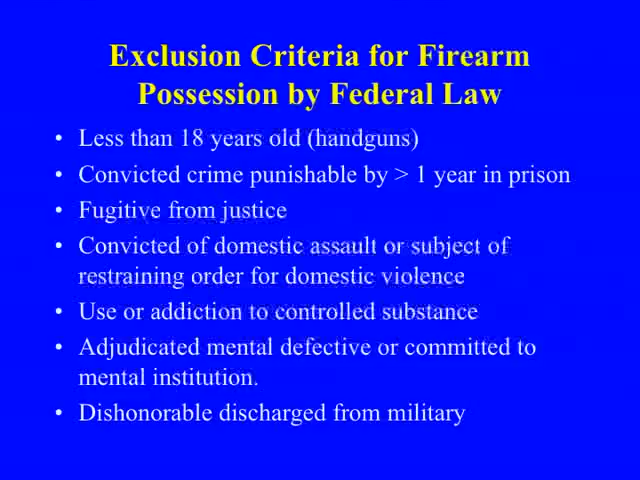 Exclusion Criteria for Firearm
Possession by Federal Law
• Less than 18 years old (handguns)
• Convicted crime punishable by > 1 year in prison
• Fugitive from justice
• Convicted of domestic assault or subject of
restraining order for domestic violence
• Use or addiction to controlled substance
• Adjudicated mental defective or committed to
mental institution.
• Dishonorable discharged from military